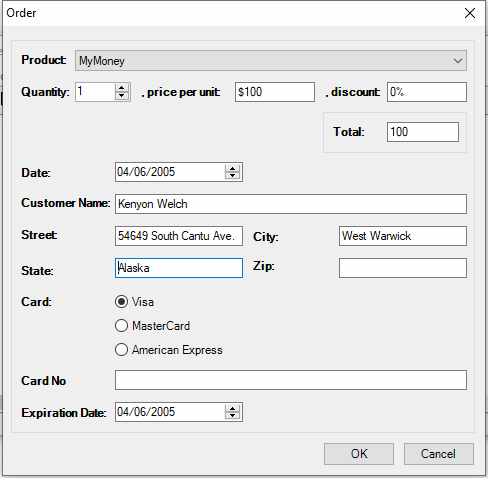 Order
Product: MyMoney
Quantity: 1 , price per unit: $100 , discount: 0%
Total: 100
Date: 04/06/2005
Customer Name: Kenyon Welch
Street: 54649 South Cantu Ave. City: West Warwick
State: Alaska Zip:
Card: Visa
MasterCard
American Express
Card No
Expiration Date: 04/06/2005
OK Cancel